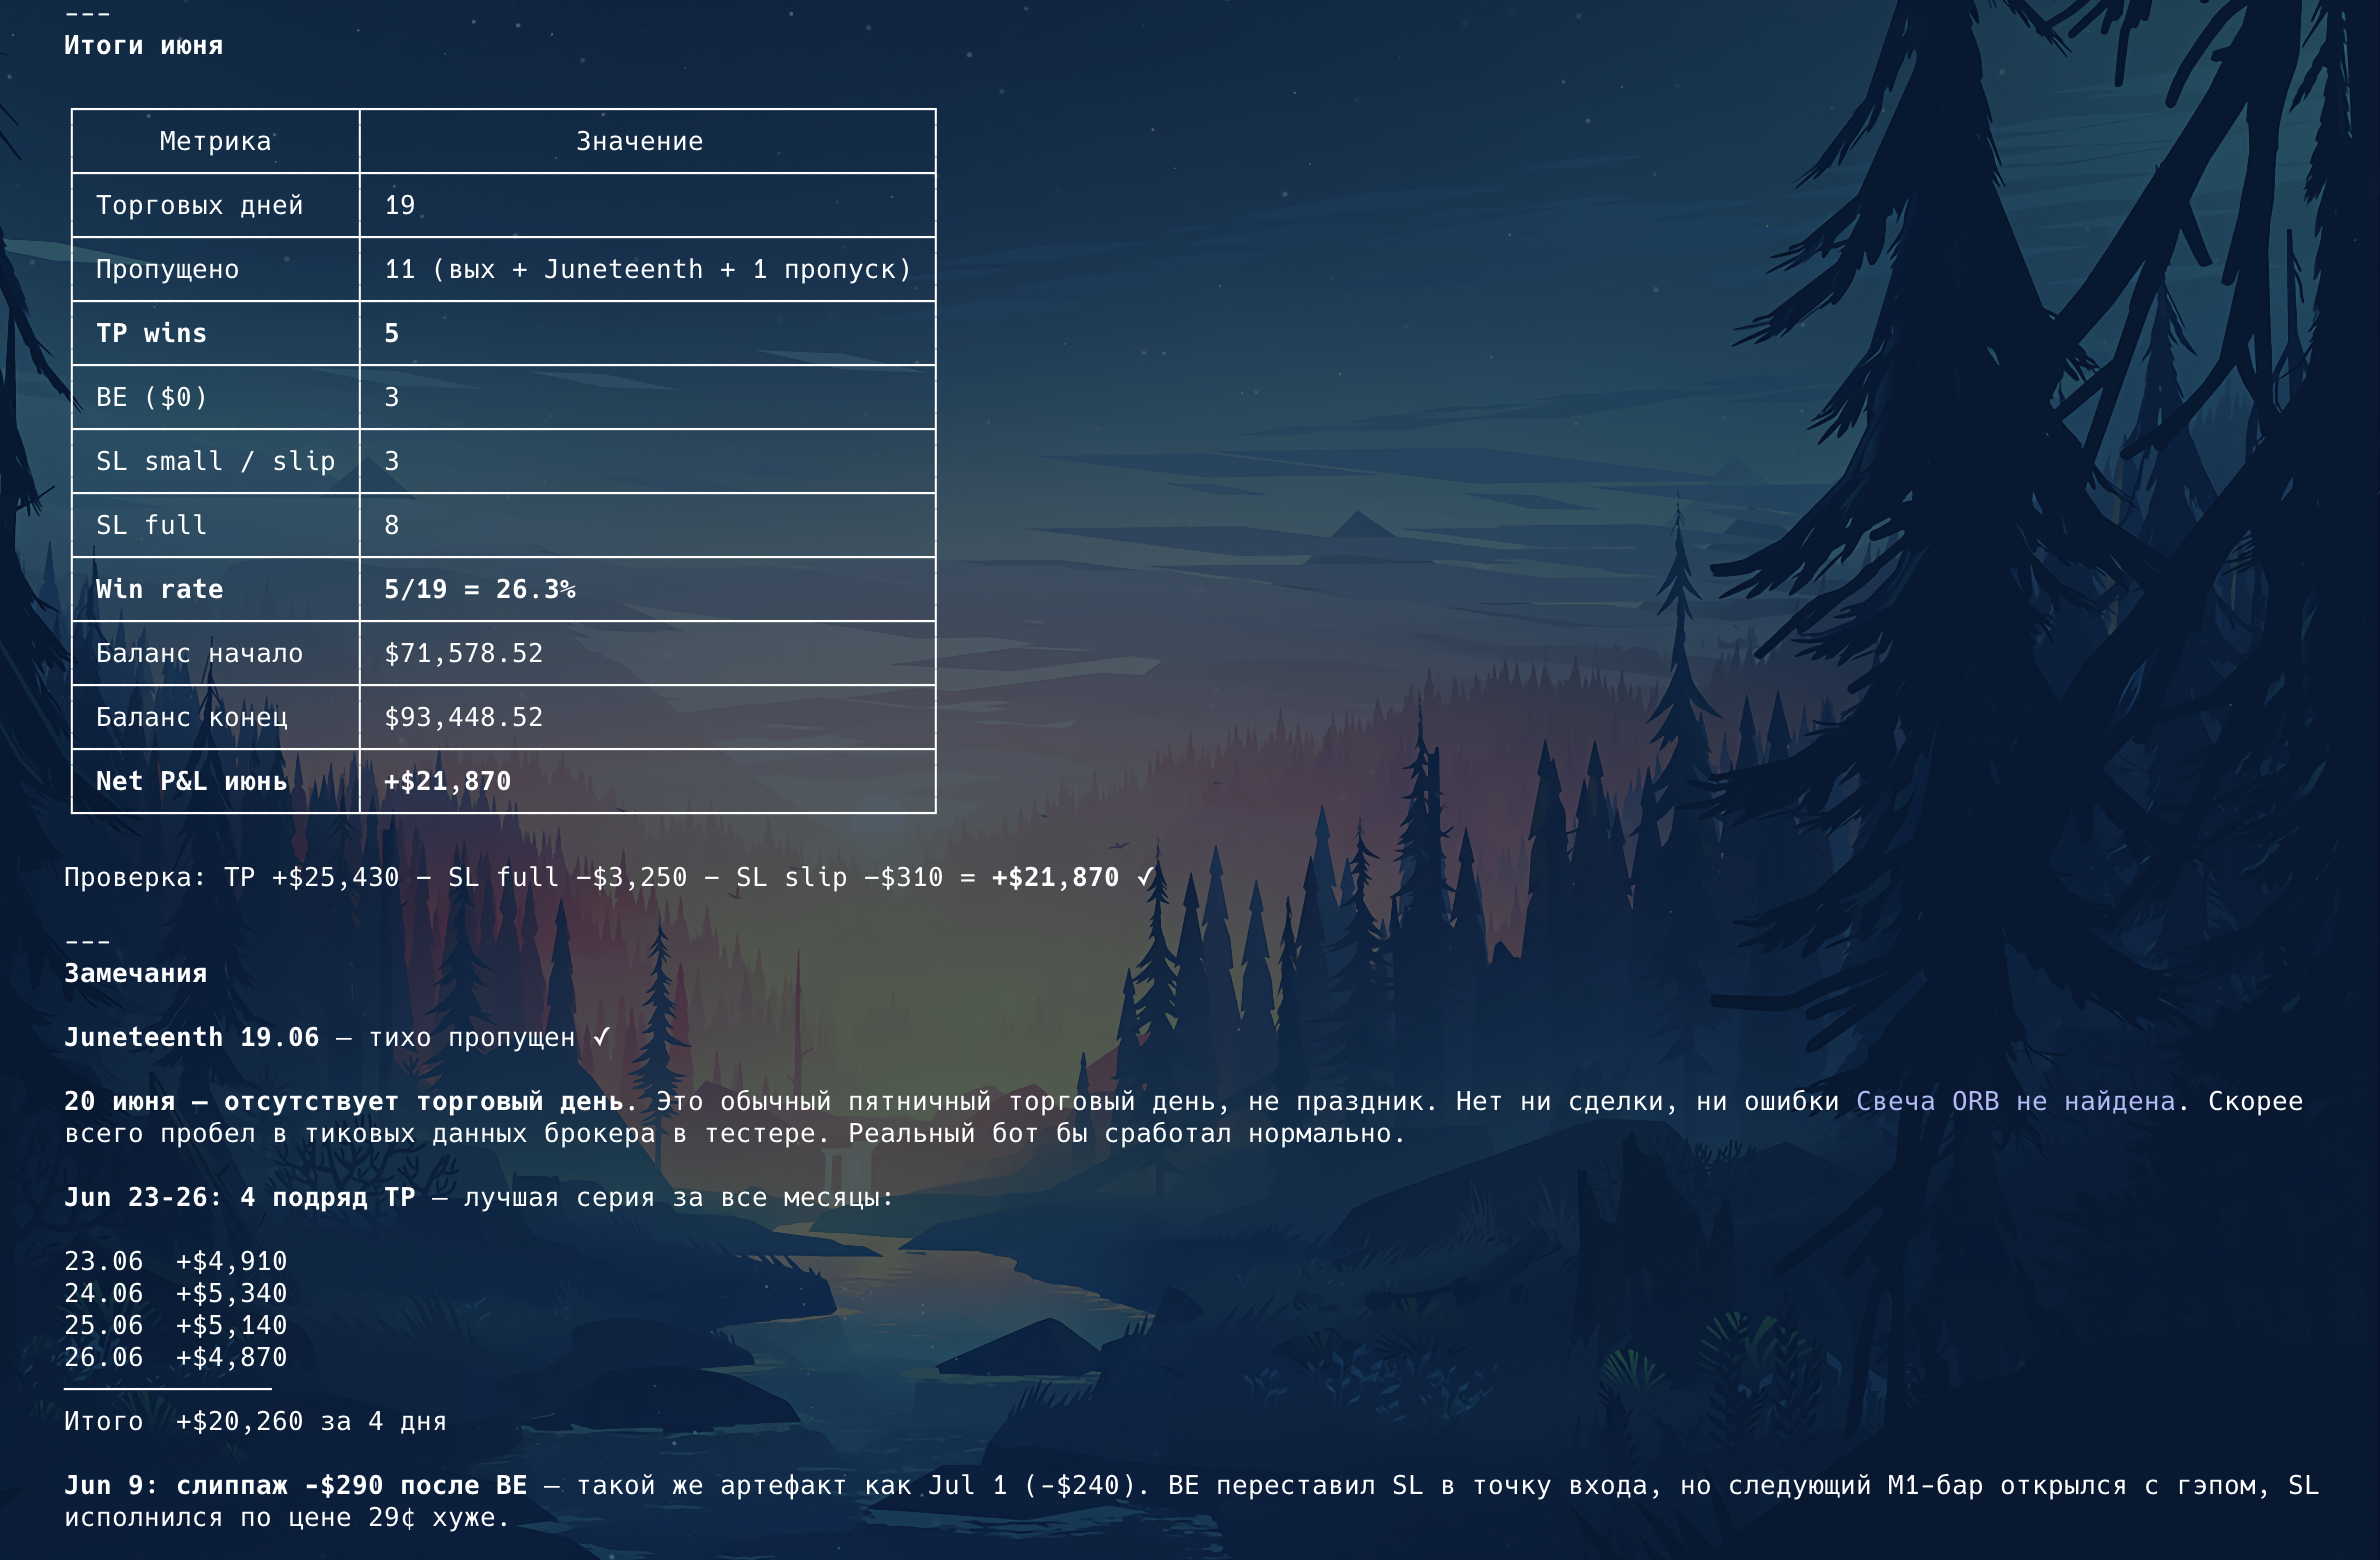 ---
Итоги июня
Метрика Значение
Торговых дней 19
Пропущено 11 (вых + Juneteenth + 1 пропуск)
TP wins 5
BE ($0) 3
SL small / slip 3
SL full 8
Win rate 5/19 = 26.3%
Баланс начало $71,578.52
Баланс конец $93,448.52
Net P&L июнь +$21,870
Проверка: TP +$25,430 − SL full −$3,250 − SL slip −$310 = +$21,870 ✓
---
Замечания
Juneteenth 19.06 — тихо пропущен ✓
20 июня — отсутствует торговый день. Это обычный пятничный торговый день, не праздник. Нет ни сделки, ни ошибки Свеча ORB не найдена. Скорее
всего пробел в тиковых данных брокера в тестере. Реальный бот бы сработал нормально.
Jun 23-26: 4 подряд TP — лучшая серия за все месяцы:
23.06 +$4,910
24.06 +$5,340
25.06 +$5,140
26.06 +$4,870
Итого +$20,260 за 4 дня
Jun 9: слиппаж -$290 после BE — такой же артефакт как Jul 1 (-$240). BE переставил SL в точку входа, но следующий M1-бар открылся с гэпом, SL
исполнился по цене 29¢ хуже.